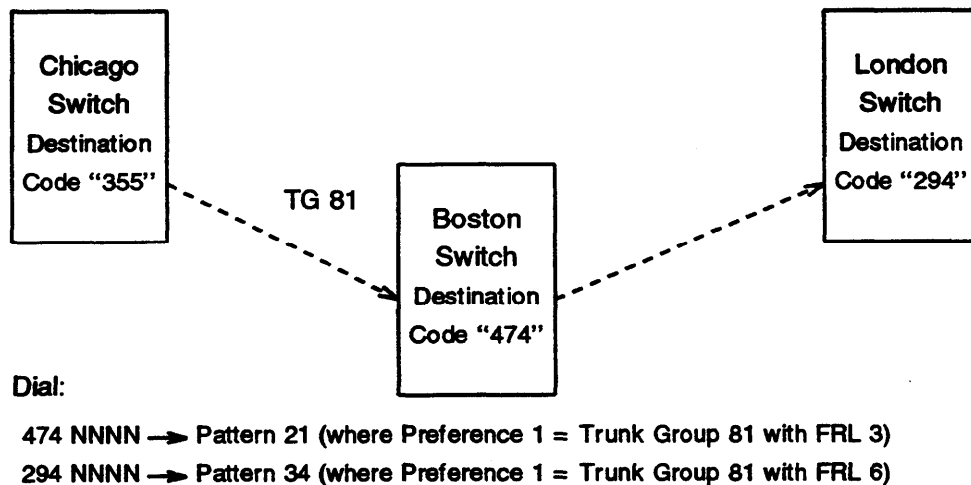 Chicago
Switch
Destination
Code “355”
TG 81
Boston
Switch
Destination
Code “474”
London
Switch
Destination
Code “294”
Dial:
474 NNNN → Pattern 21 (where Preference 1 = Trunk Group 81 with FRL 3)
294 NNNN → Pattern 34 (where Preference 1 = Trunk Group 81 with FRL 6)